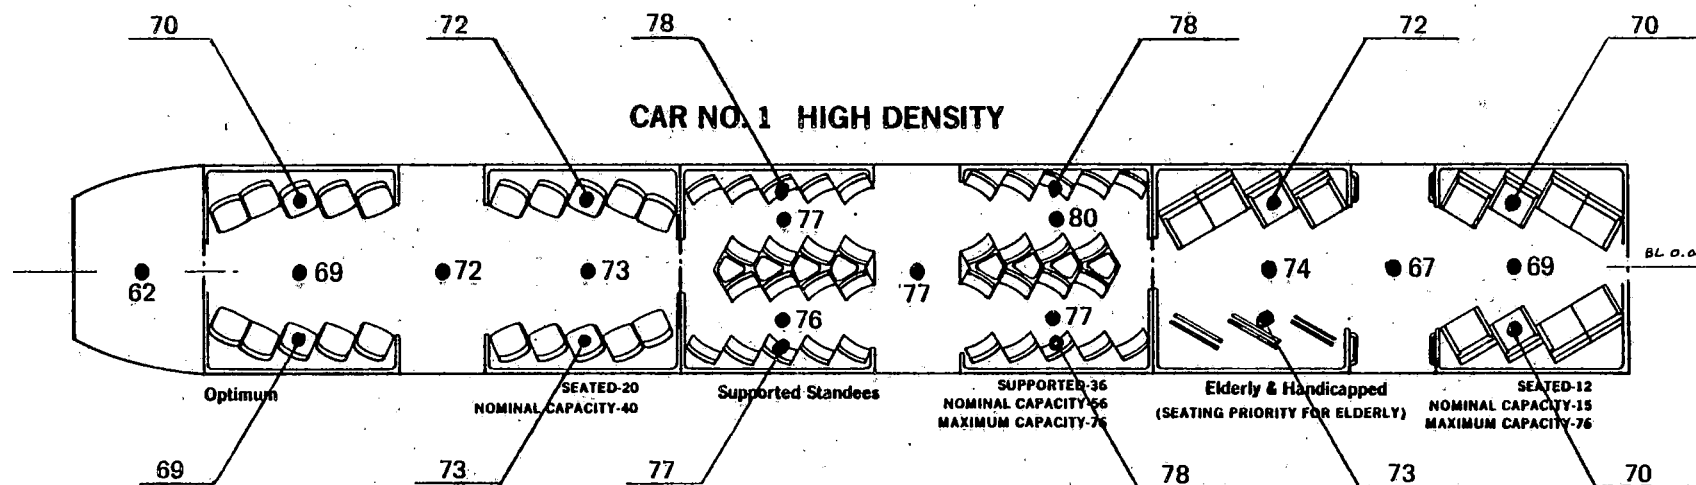 70 72 78 78 72 70
CAR NO. 1 HIGH DENSITY
77 80
62 69 72 73 77 74 67 69 BL 0.0
76 77
Optimum
SEATED-20
NOMINAL CAPACITY-40
Supported Standees
SUPPORTED-36
NOMINAL CAPACITY-56
MAXIMUM CAPACITY-76
Elderly & Handicapped
(SEATING PRIORITY FOR ELDERLY)
SEATED-12
NOMINAL CAPACITY-15
MAXIMUM CAPACITY-76
69 73 77 78 73 70